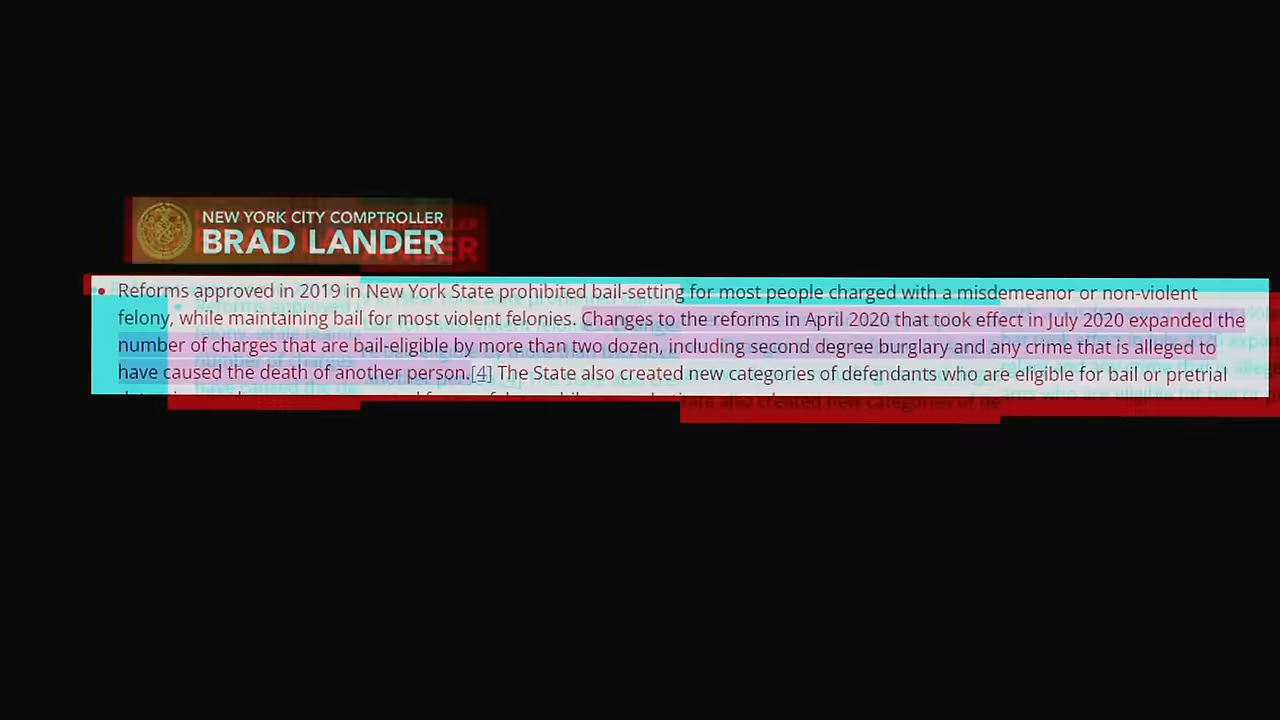 NEW YORK CITY COMPTROLLER
BRAD LANDER
• Reforms approved in 2019 in New York State prohibited bail-setting for most people charged with a misdemeanor or non-violent
felony, while maintaining bail for most violent felonies. Changes to the reforms in April 2020 that took effect in July 2020 expanded the
number of charges that are bail-eligible by more than two dozen, including second degree burglary and any crime that is alleged to
have caused the death of another person.[4] The State also created new categories of defendants who are eligible for bail or pretrial